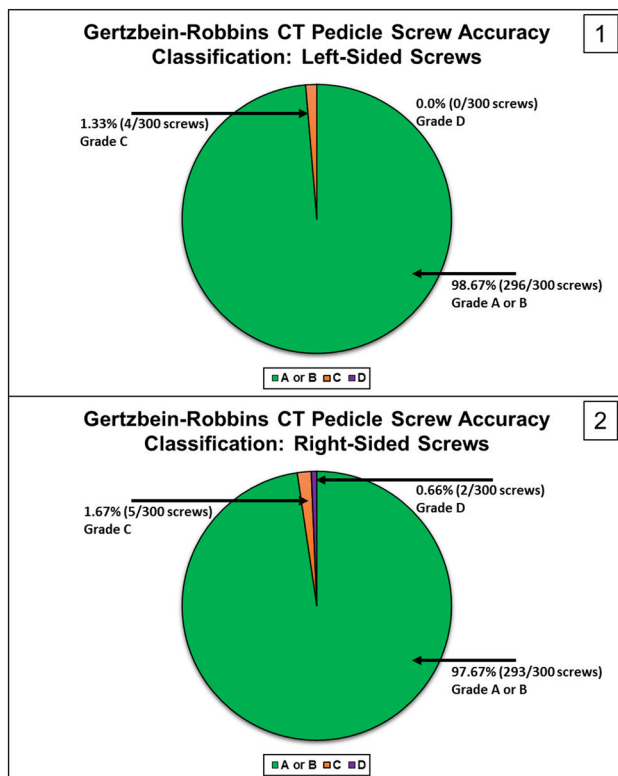 Gertzbein-Robbins CT Pedicle Screw Accuracy
Classification: Left-Sided Screws
1
1.33% (4/300 screws)
Grade C
0.0% (0/300 screws)
Grade D
98.67% (296/300 screws)
Grade A or B
A or B C D
Gertzbein-Robbins CT Pedicle Screw Accuracy
Classification: Right-Sided Screws
2
1.67% (5/300 screws)
Grade C
0.66% (2/300 screws)
Grade D
97.67% (293/300 screws)
Grade A or B
A or B C D